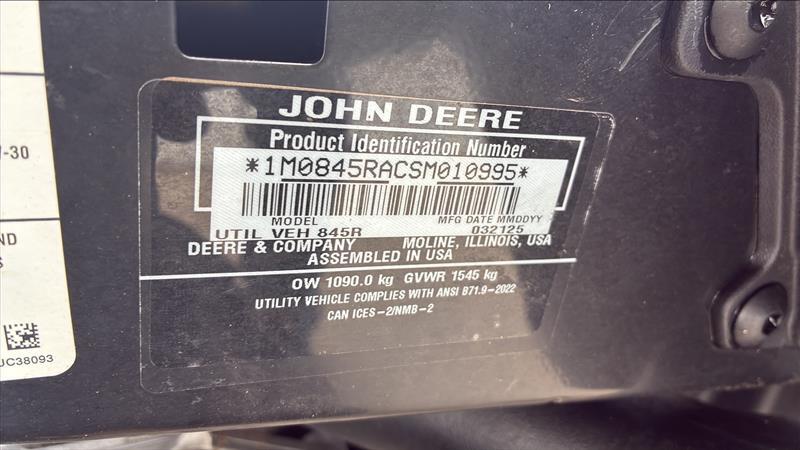 JOHN DEERE
Product Identification Number
*1M0845RACSM010995*
MODEL MFG DATE MMDDYY
UTIL VEH 845R 032125
DEERE & COMPANY MOLINE, ILLINOIS, USA
ASSEMBLED IN USA
OW 1090.0 kg GVWR 1545 kg
UTILITY VEHICLE COMPLIES WITH ANSI B71.9-2022
CAN ICES-2/NMB-2
-30
JC38093